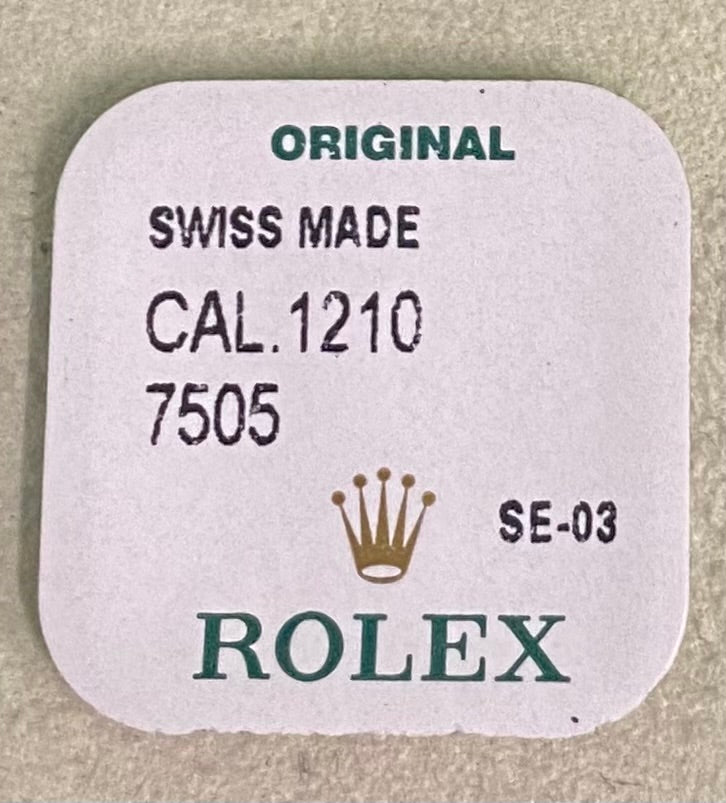 ORIGINAL
SWISS MADE
CAL.1210
7505
SE-03
ROLEX